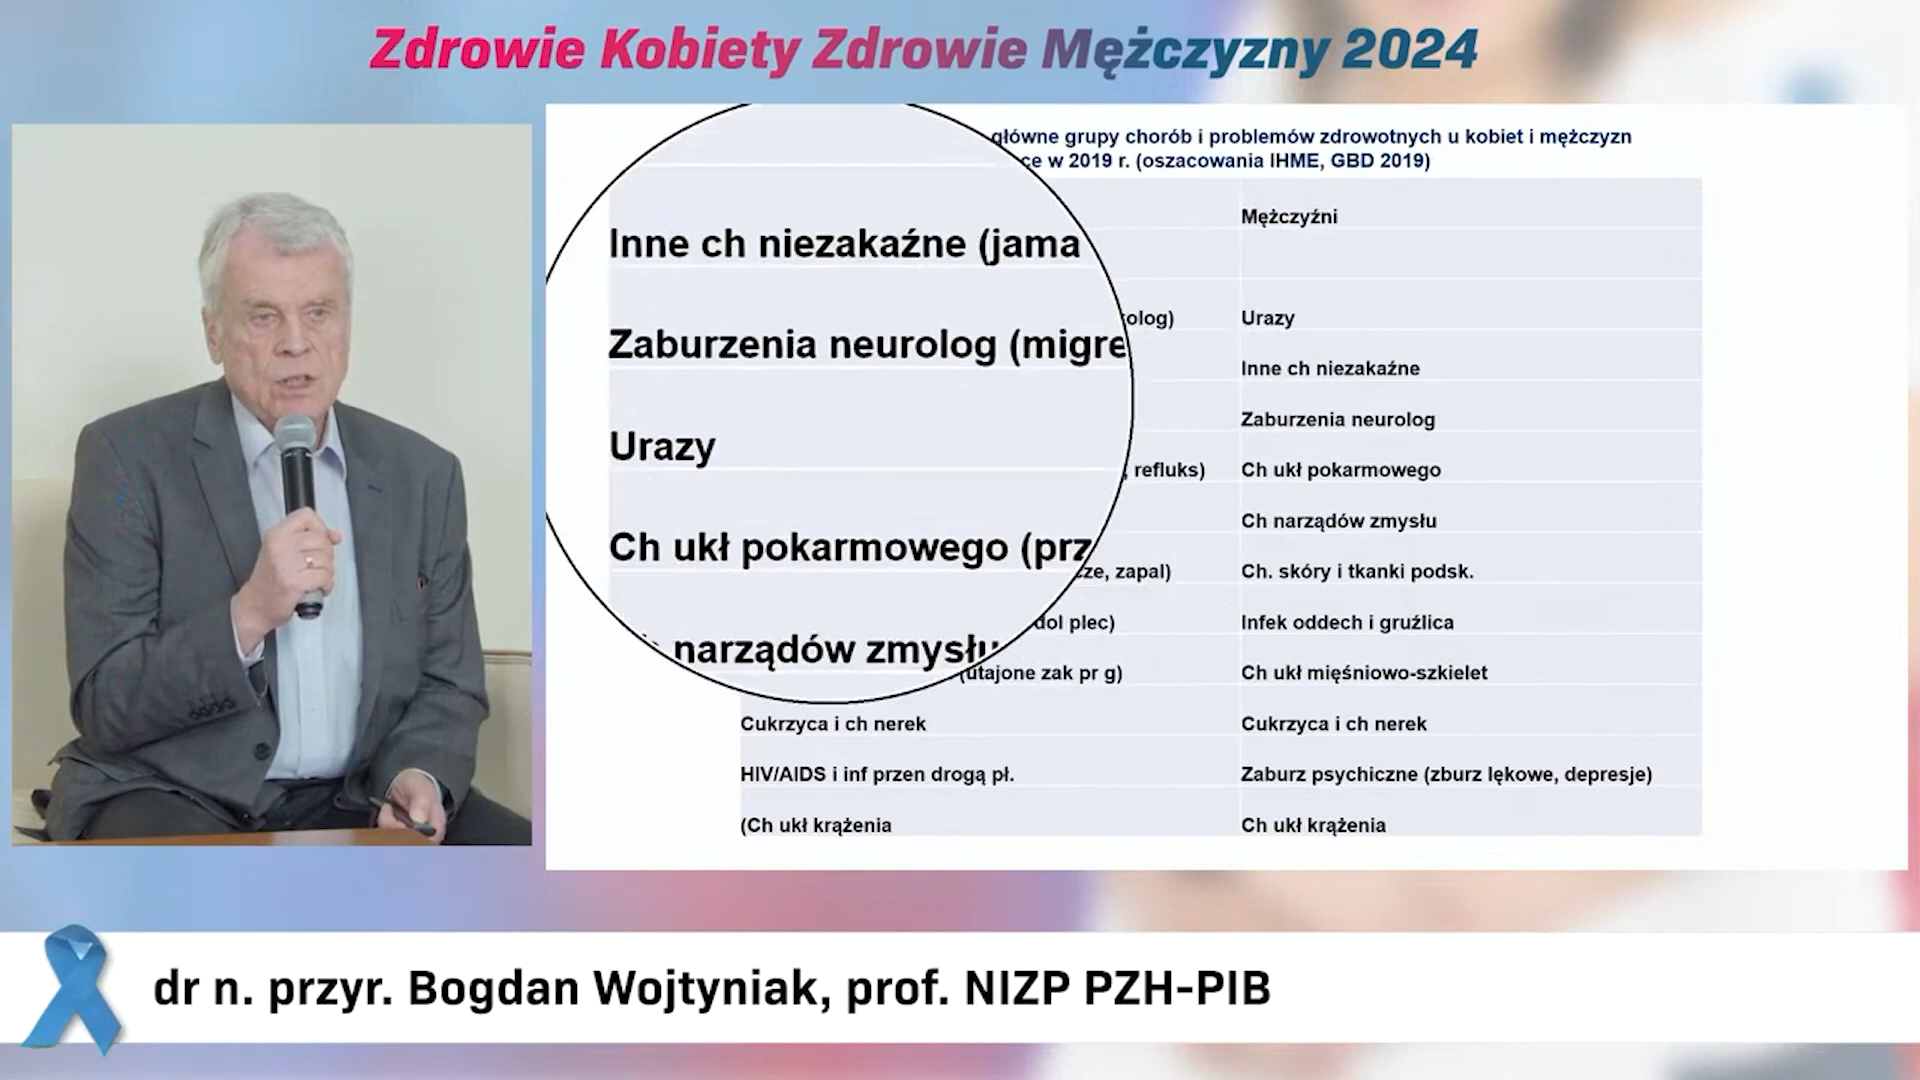 Zdrowie Kobiety Zdrowie Mężczyzny 2024
główne grupy chorób i problemów zdrowotnych u kobiet i mężczyzn
w 2019 r. (oszacowania IHME, GBD 2019)
Mężczyźni
Inne ch niezakaźne (jama
Zaburzenia neurolog (migre
Urazy
Ch ukł pokarmowego (prz
narządów zmysłu
olog)
refluks)
zapal)
dol plec)
(utajone zak pr g)
Cukrzyca i ch nerek
HIV/AIDS i inf przen drogą pł.
(Ch ukł krążenia
Urazy
Inne ch niezakaźne
Zaburzenia neurolog
Ch ukł pokarmowego
Ch narządów zmysłu
Ch. skóry i tkanki podsk.
Infek oddech i gruźlica
Ch ukł mięśniowo-szkielet
Cukrzyca i ch nerek
Zaburz psychiczne (zburz lękowe, depresje)
Ch ukł krążenia
dr n. przyr. Bogdan Wojtyniak, prof. NIZP PZH-PIB